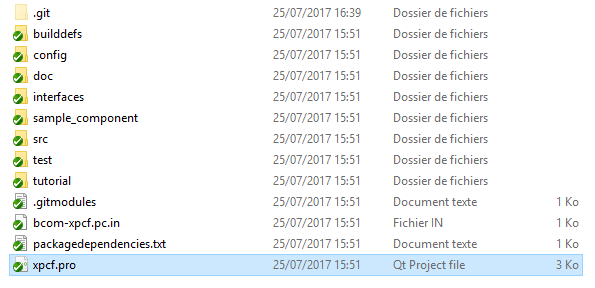 .git 25/07/2017 16:39 Dossier de fichiers
builddefs 25/07/2017 15:51 Dossier de fichiers
config 25/07/2017 15:51 Dossier de fichiers
doc 25/07/2017 15:51 Dossier de fichiers
interfaces 25/07/2017 15:51 Dossier de fichiers
sample_component 25/07/2017 15:51 Dossier de fichiers
src 25/07/2017 15:51 Dossier de fichiers
test 25/07/2017 15:51 Dossier de fichiers
tutorial 25/07/2017 15:51 Dossier de fichiers
.gitmodules 25/07/2017 15:51 Document texte 1 Ko
bcom-xpcf.pc.in 25/07/2017 15:51 Fichier IN 1 Ko
packagedependencies.txt 25/07/2017 15:51 Document texte 1 Ko
xpcf.pro 25/07/2017 15:51 Qt Project file 3 Ko